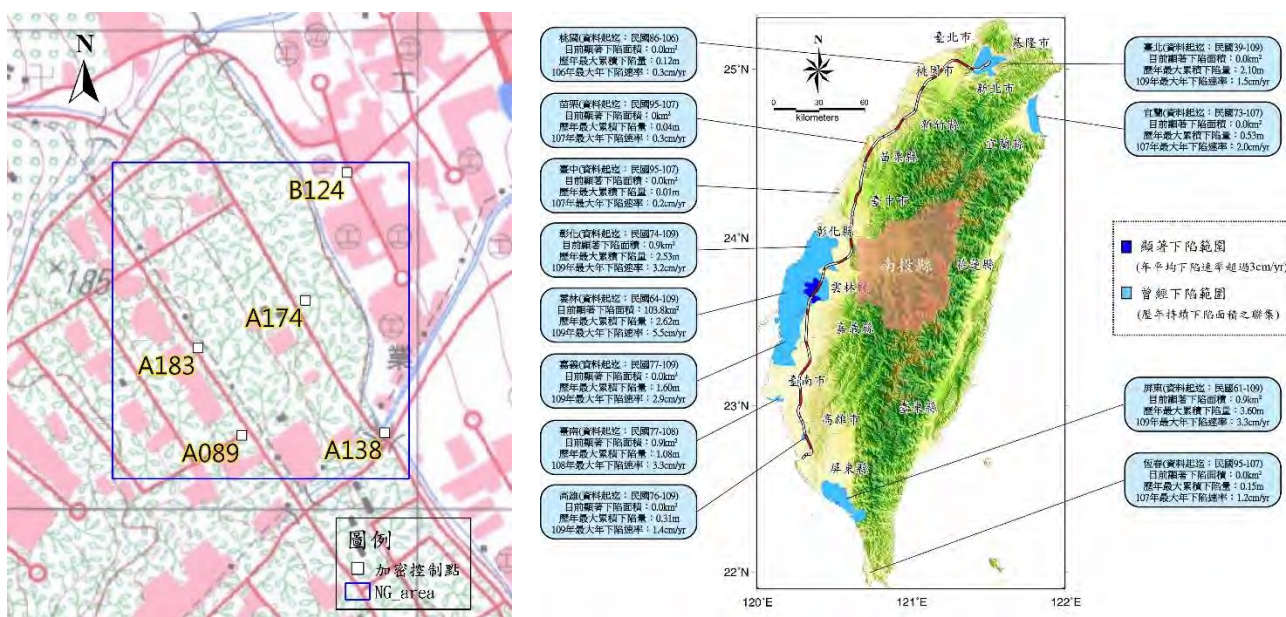 N
B124
185
A174
A183
業
A089
A138
圖例
加密控制點
NG_area
工
桃園(資料起迄：民國86-106)
目前顯著下陷面積：0.0km²
歷年最大累積下陷量：0.12m
106年最大年下陷速率：0.3cm/yr
苗栗(資料起迄：民國95-107)
目前顯著下陷面積：0km²
歷年最大累積下陷量：0.04m
107年最大年下陷速率：0.3cm/yr
臺中(資料起迄：民國95-107)
目前顯著下陷面積：0.0km²
歷年最大累積下陷量：0.01m
107年最大年下陷速率：0.2cm/yr
彰化(資料起迄：民國74-109)
目前顯著下陷面積：0.9km²
歷年最大累積下陷量：2.53m
109年最大年下陷速率：3.2cm/yr
雲林(資料起迄：民國64-109)
目前顯著下陷面積：103.8km²
歷年最大累積下陷量：2.62m
109年最大年下陷速率：5.5cm/yr
嘉義(資料起迄：民國77-109)
目前顯著下陷面積：0.0km²
歷年最大累積下陷量：1.60m
109年最大年下陷速率：2.9cm/yr
臺南(資料起迄：民國77-108)
目前顯著下陷面積：0.9km²
歷年最大累積下陷量：1.08m
108年最大年下陷速率：3.3cm/yr
高雄(資料起迄：民國76-109)
目前顯著下陷面積：0.0km²
歷年最大累積下陷量：0.31m
109年最大年下陷速率：1.4cm/yr
N
0 30 60
kilometers
25°N
24°N
23°N
22°N
120°E
121°E
122°E
臺北市
基隆市
桃園市
新北市
新竹縣
宜蘭縣
苗栗縣
臺中市
彰化縣
南投縣
花蓮縣
雲林縣
嘉義縣
臺南市
高雄市
臺東縣
屏東縣
臺北(資料起迄：民國39-109)
目前顯著下陷面積：0.0km²
歷年最大累積下陷量：2.10m
109年最大年下陷速率：1.5cm/yr
宜蘭(資料起迄：民國73-107)
目前顯著下陷面積：0.0km²
歷年最大累積下陷量：0.53m
107年最大年下陷速率：2.0cm/yr
顯著下陷範圍
(年平均下陷速率超過3cm/yr)
曾經下陷範圍
(歷年持續下陷面積之聯集)
屏東(資料起迄：民國61-109)
目前顯著下陷面積：0.9km²
歷年最大累積下陷量：3.60m
109年最大年下陷速率：3.3cm/yr
恆春(資料起迄：民國95-107)
目前顯著下陷面積：0.0km²
歷年最大累積下陷量：0.15m
107年最大年下陷速率：1.2cm/yr